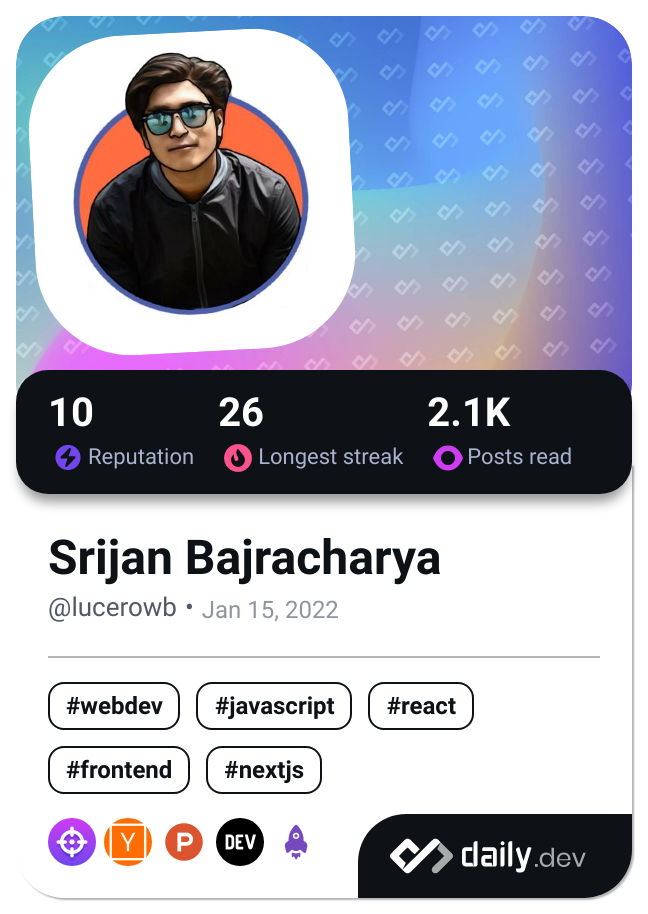 10 26 2.1K
Reputation Longest streak Posts read
Srijan Bajracharya
@lucerowb • Jan 15, 2022
#webdev #javascript #react
#frontend #nextjs
Y P DEV
daily.dev